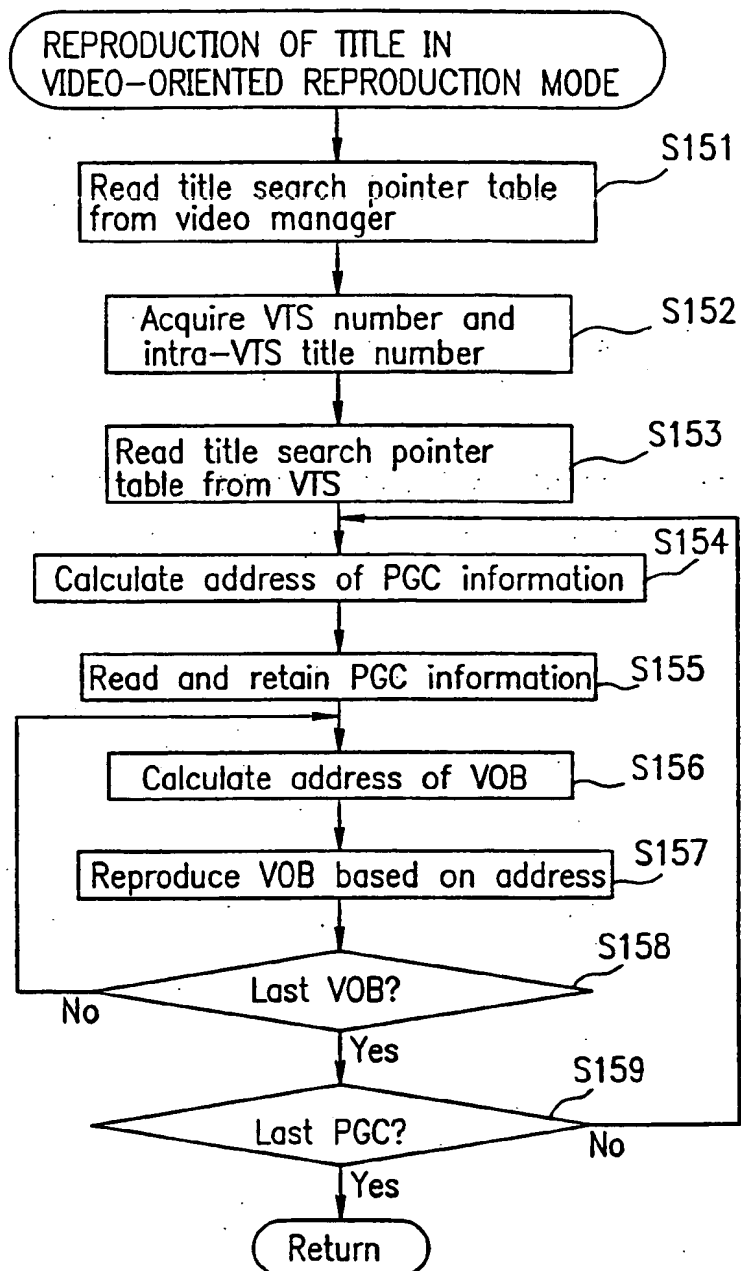 REPRODUCTION OF TITLE IN
VIDEO-ORIENTED REPRODUCTION MODE
S151
Read title search pointer table
from video manager
S152
Acquire VTS number and
intra-VTS title number
S153
Read title search pointer
table from VTS
S154
Calculate address of PGC information
S155
Read and retain PGC information
S156
Calculate address of VOB
S157
Reproduce VOB based on address
S158
Last VOB?
No
Yes
S159
Last PGC?
No
Yes
Return